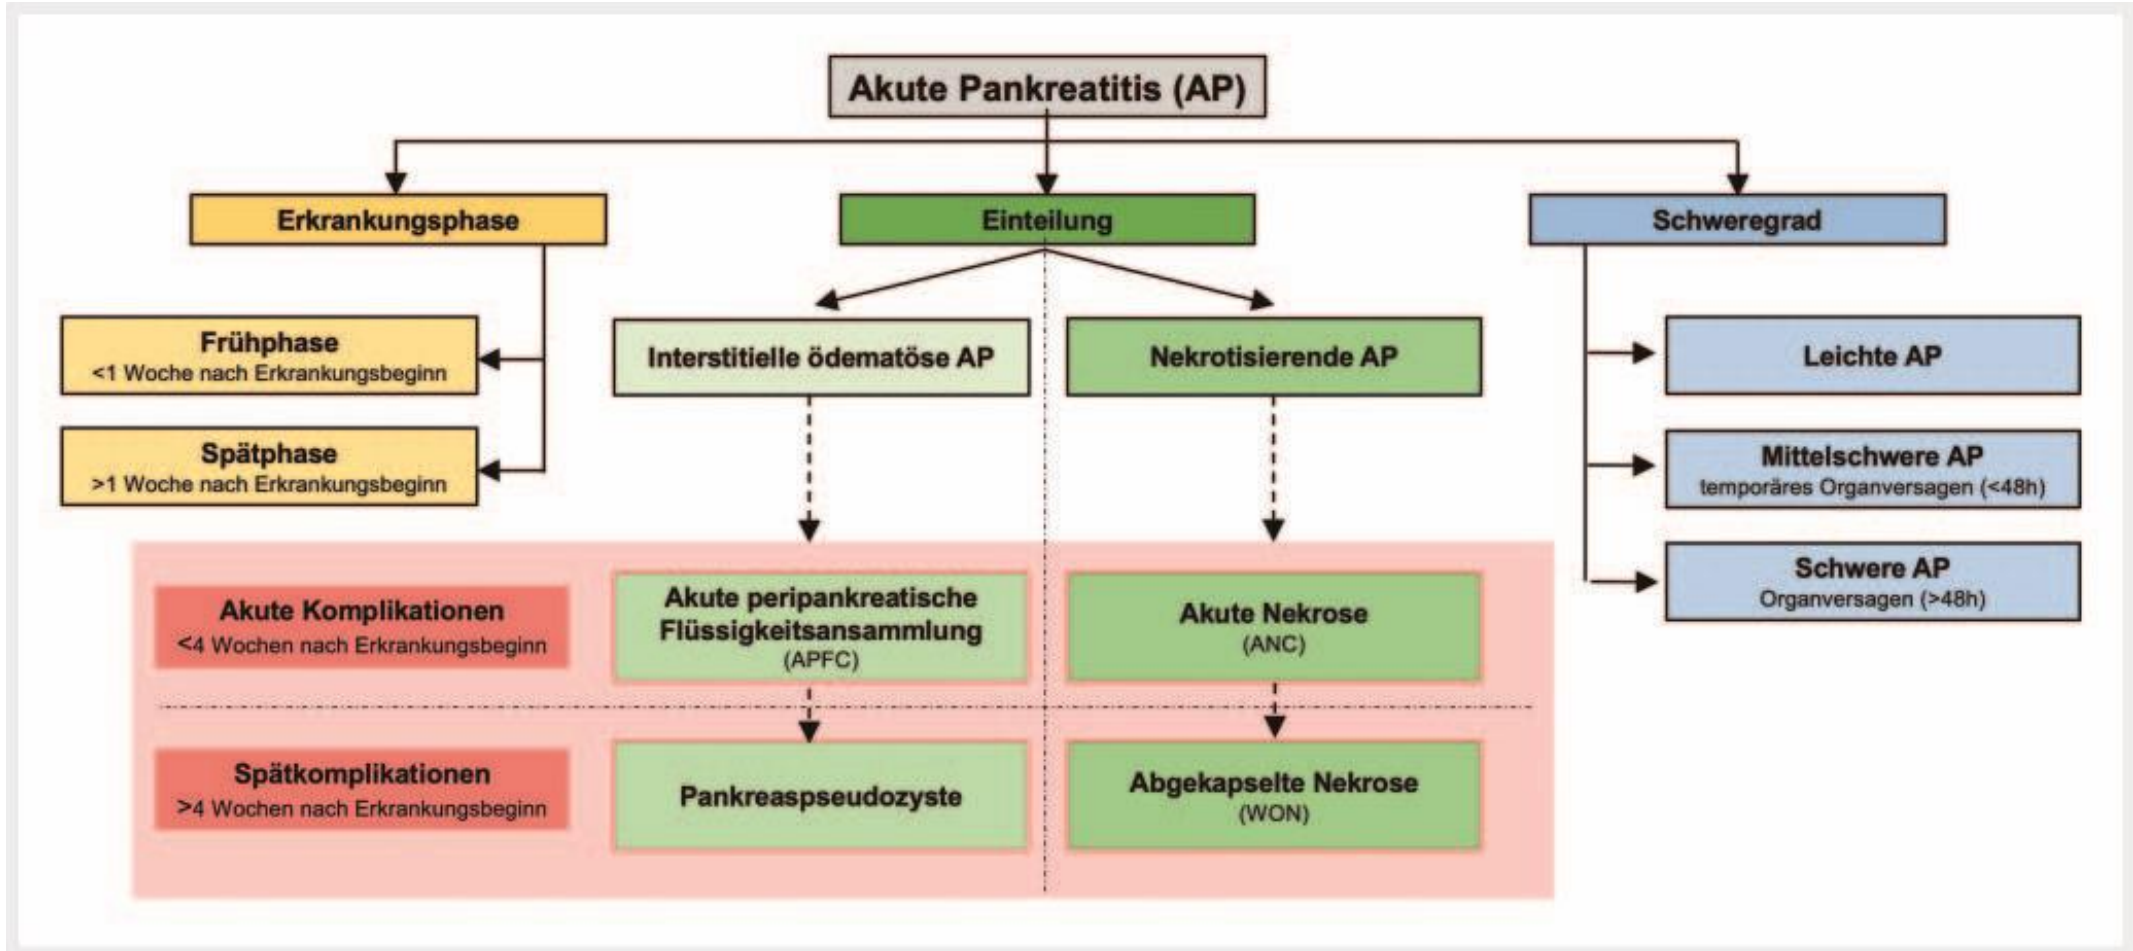 Akute Pankreatitis (AP)
Erkrankungsphase
Frühphase
<1 Woche nach Erkrankungsbeginn
Spätphase
>1 Woche nach Erkrankungsbeginn
Einteilung
Interstitielle ödematöse AP
Nekrotisierende AP
Schweregrad
Leichte AP
Mittelschwere AP
temporäres Organversagen (<48h)
Schwere AP
Organversagen (>48h)
Akute Komplikationen
<4 Wochen nach Erkrankungsbeginn
Akute peripankreatische
Flüssigkeitsansammlung
(APFC)
Akute Nekrose
(ANC)
Spätkomplikationen
>4 Wochen nach Erkrankungsbeginn
Pankreaspseudozyste
Abgekapselte Nekrose
(WON)